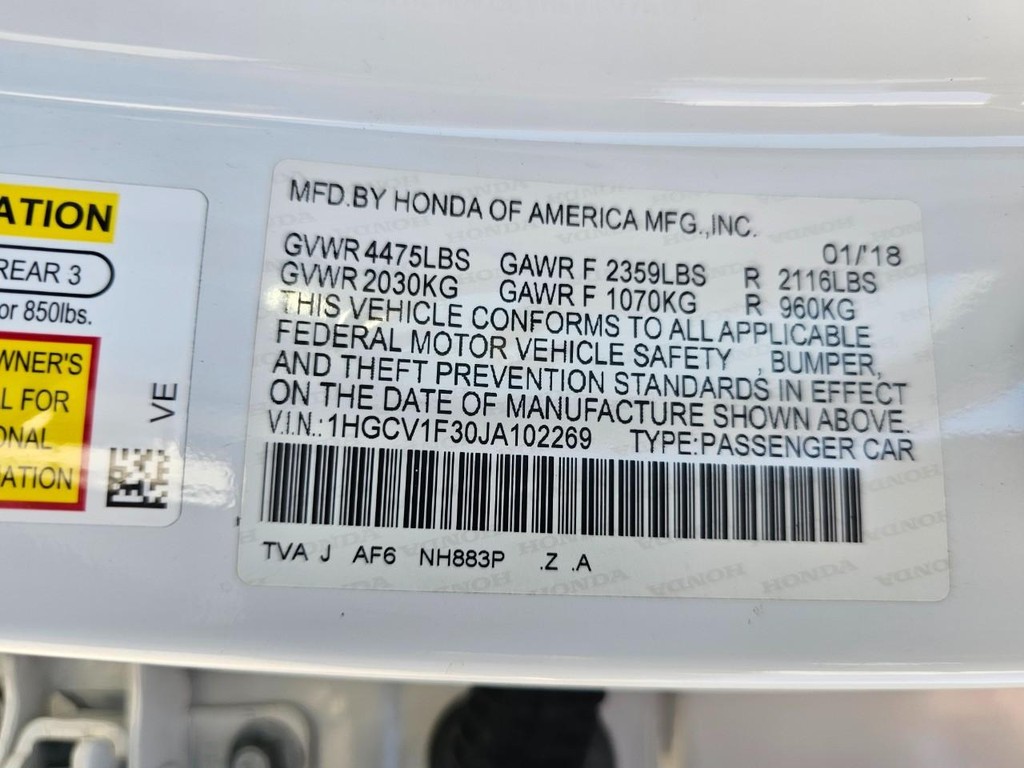 ATION
REAR 3
or 850lbs.
WNER'S
L FOR
ONAL
MATION
VE
MFD.BY HONDA OF AMERICA MFG.,INC.
01/'18
GVWR 4475LBS GAWR F 2359LBS R 2116LBS
GVWR 2030KG GAWR F 1070KG R 960KG
THIS VEHICLE CONFORMS TO ALL APPLICABLE
FEDERAL MOTOR VEHICLE SAFETY , BUMPER,
AND THEFT PREVENTION STANDARDS IN EFFECT
ON THE DATE OF MANUFACTURE SHOWN ABOVE.
V.I.N.: 1HGCV1F30JA102269 TYPE:PASSENGER CAR
TVA J AF6 NH883P .Z .A